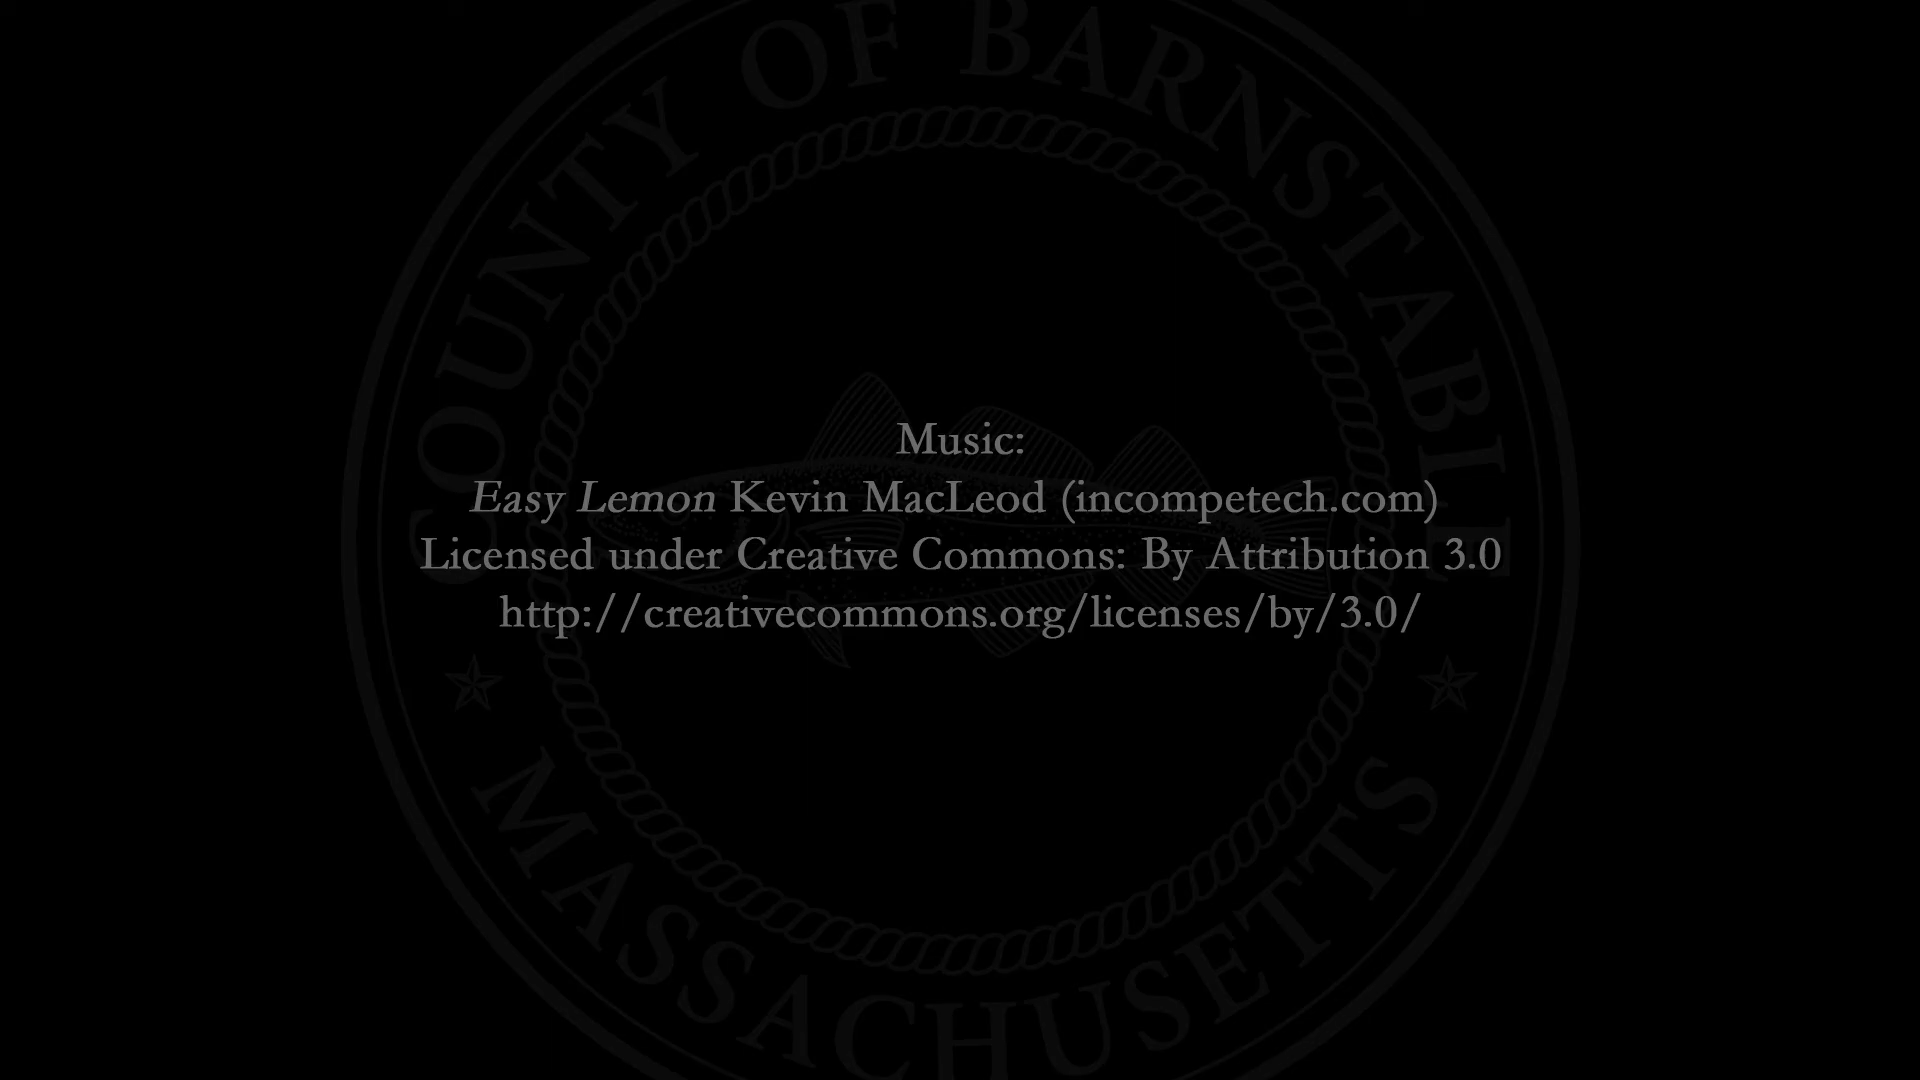 COUNTY OF BARNSTABLE
Music:
Easy Lemon Kevin MacLeod (incompetech.com)
Licensed under Creative Commons: By Attribution 3.0
http://creativecommons.org/licenses/by/3.0/
MASSACHUSETTS